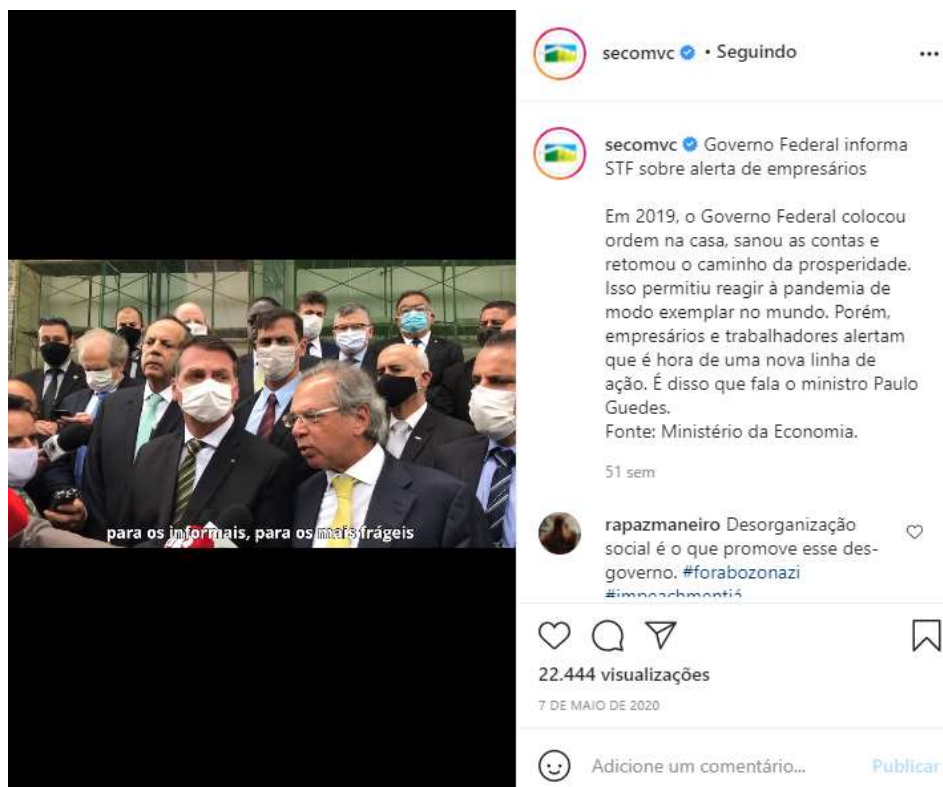 secomvc • Seguindo
secomvc Governo Federal informa
STF sobre alerta de empresários
Em 2019, o Governo Federal colocou
ordem na casa, sanou as contas e
retomou o caminho da prosperidade.
Isso permitiu reagir à pandemia de
modo exemplar no mundo. Porém,
empresários e trabalhadores alertam
que é hora de uma nova linha de
ação. É disso que fala o ministro Paulo
Guedes.
Fonte: Ministério da Economia.
51 sem
rapazmaneiro Desorganização
social é o que promove esse des-
governo. #forabozonazi
#impeachmentjá
22.444 visualizações
7 DE MAIO DE 2020
Adicione um comentário... Publicar
para os informais, para os mais frágeis